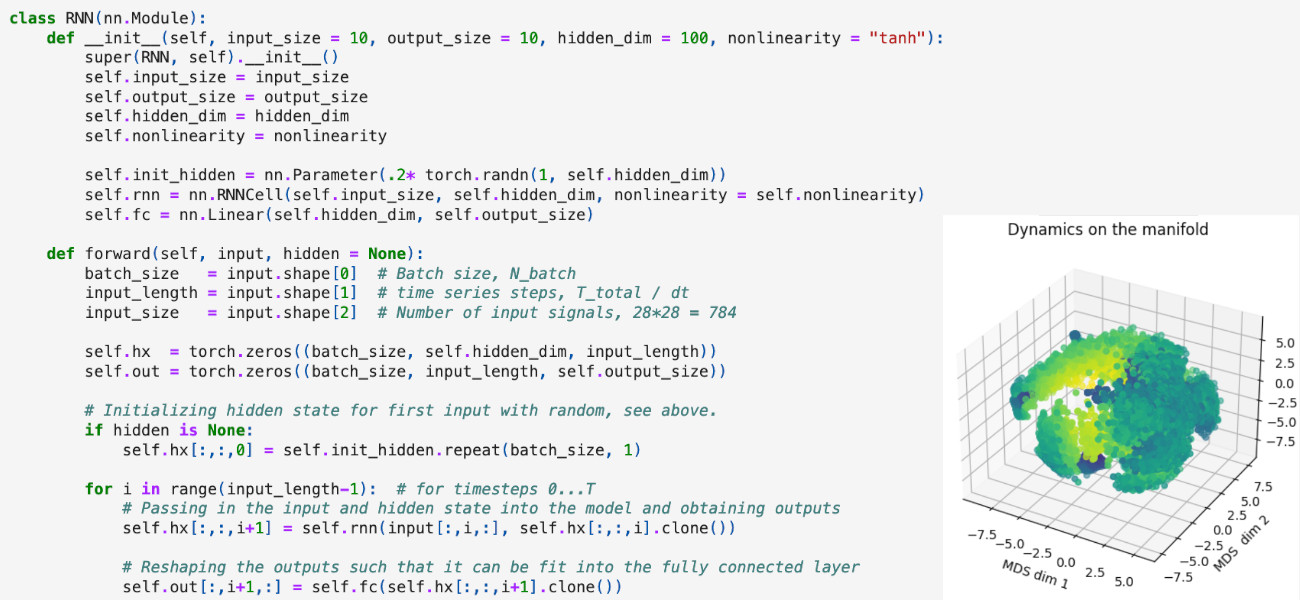 class RNN(nn.Module):
    def __init__(self, input_size = 10, output_size = 10, hidden_dim = 100, nonlinearity = "tanh"):
        super(RNN, self).__init__()
        self.input_size = input_size
        self.output_size = output_size
        self.hidden_dim = hidden_dim
        self.nonlinearity = nonlinearity

        self.init_hidden = nn.Parameter(.2* torch.randn(1, self.hidden_dim))
        self.rnn = nn.RNNCell(self.input_size, self.hidden_dim, nonlinearity = self.nonlinearity)
        self.fc = nn.Linear(self.hidden_dim, self.output_size)

    def forward(self, input, hidden = None):
        batch_size   = input.shape[0]  # Batch size, N_batch
        input_length = input.shape[1]  # time series steps, T_total / dt
        input_size   = input.shape[2]  # Number of input signals, 28*28 = 784

        self.hx  = torch.zeros((batch_size, self.hidden_dim, input_length))
        self.out = torch.zeros((batch_size, input_length, self.output_size))

        # Initializing hidden state for first input with random, see above.
        if hidden is None:
            self.hx[:,:,0] = self.init_hidden.repeat(batch_size, 1)

        for i in range(input_length-1):  # for timesteps 0...T
            # Passing in the input and hidden state into the model and obtaining outputs
            self.hx[:,:,i+1] = self.rnn(input[:,i,:], self.hx[:,:,i].clone())

            # Reshaping the outputs such that it can be fit into the fully connected layer
            self.out[:,i+1,:] = self.fc(self.hx[:,:,i+1].clone())
Dynamics on the manifold
5.0
2.5
0.0
−2.5
−5.0
−7.5
7.5
5.0
2.5
0.0
−2.5
−5.0
−7.5
MDS dim 2
−7.5
−5.0
−2.5
0.0
2.5
5.0
MDS dim 1